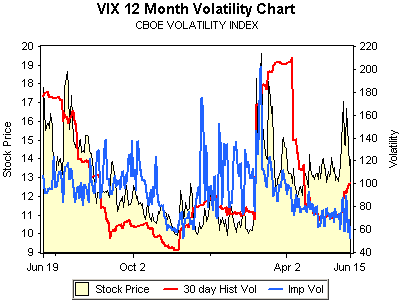 VIX 12 Month Volatility Chart
CBOE VOLATILITY INDEX
20
19
18
17
16
15
14
13
12
11
10
9
Stock Price
220
200
180
160
140
120
100
80
60
40
Volatility
Jun 19
Oct 2
Apr 2
Jun 15
Stock Price
30 day Hist Vol
Imp Vol